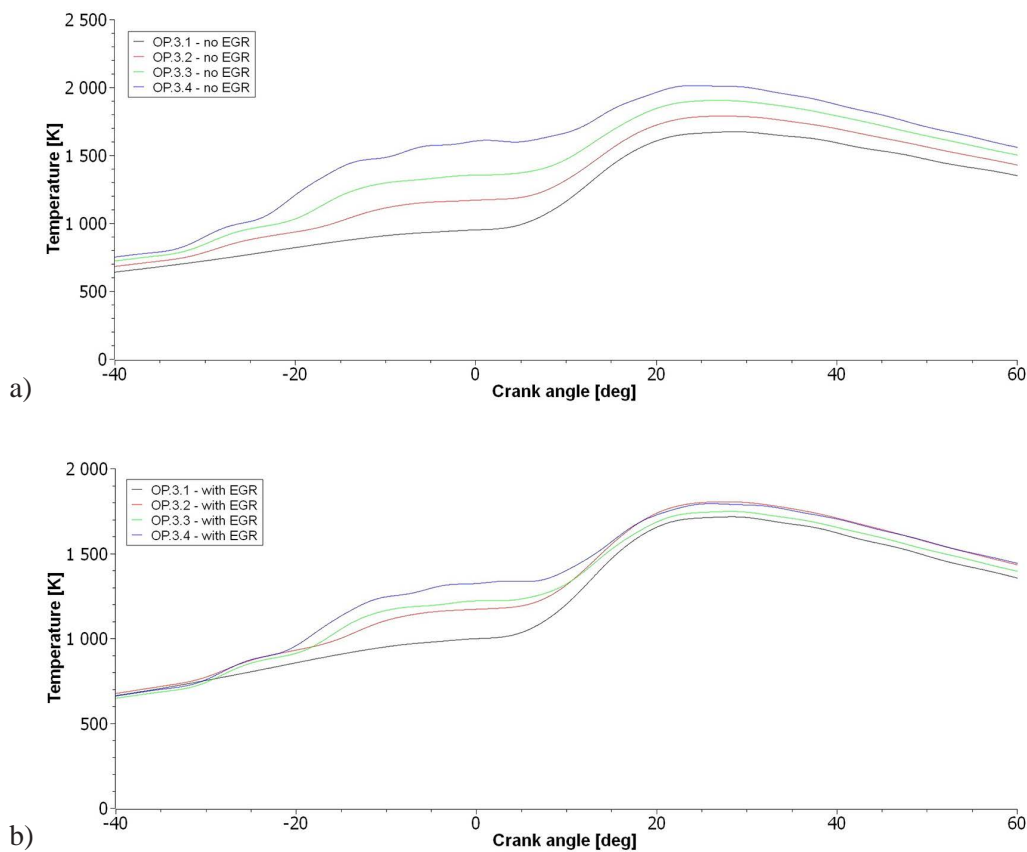 2 500
OP.3.1 - no EGR
OP.3.2 - no EGR
OP.3.3 - no EGR
OP.3.4 - no EGR
2 000
1 500
1 000
500
0
Temperature [K]
-40
-20
0
20
40
60
Crank angle [deg]
a)
2 000
OP.3.1 - with EGR
OP.3.2 - with EGR
OP.3.3 - with EGR
OP.3.4 - with EGR
1 500
1 000
500
0
Temperature [K]
-40
-20
0
20
40
60
Crank angle [deg]
b)